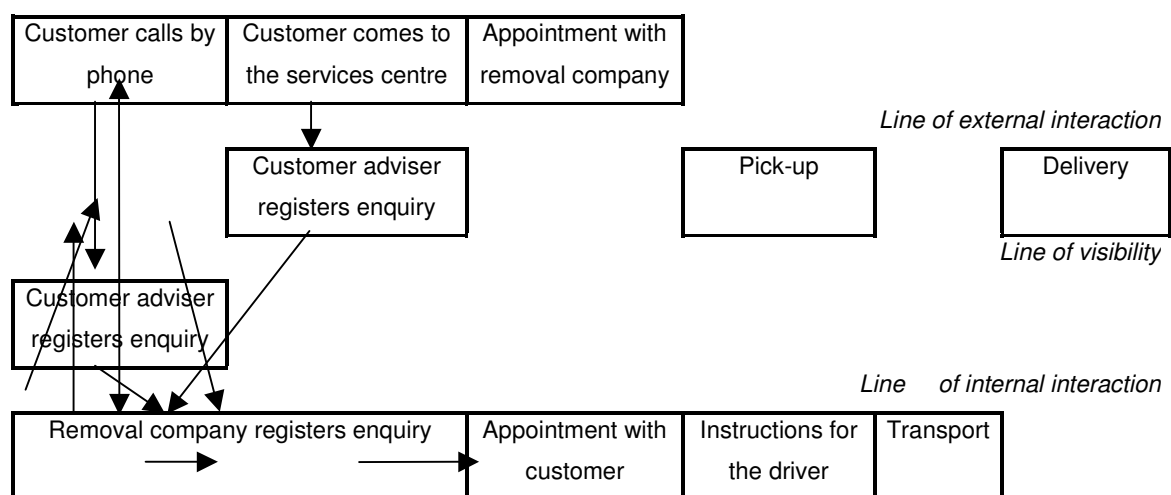 Customer calls by
phone
Customer comes to
the services centre
Appointment with
removal company
Line of external interaction
Customer adviser
registers enquiry
Pick-up
Delivery
Line of visibility
Customer adviser
registers enquiry
Line of internal interaction
Removal company registers enquiry
Appointment with
customer
Instructions for
the driver
Transport